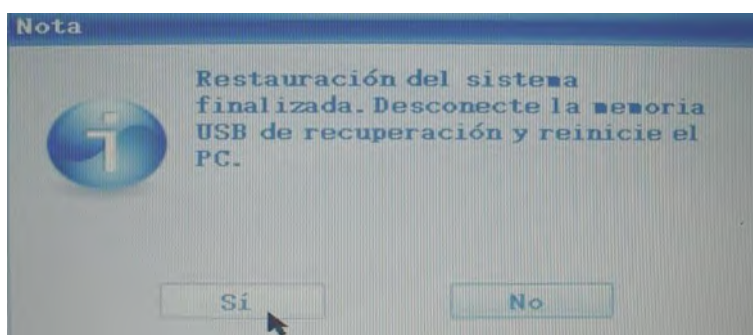 Nota
Restauración del sistema
finalizada. Desconecte la memoria
USB de recuperación y reinicie el
PC.
Sí
No